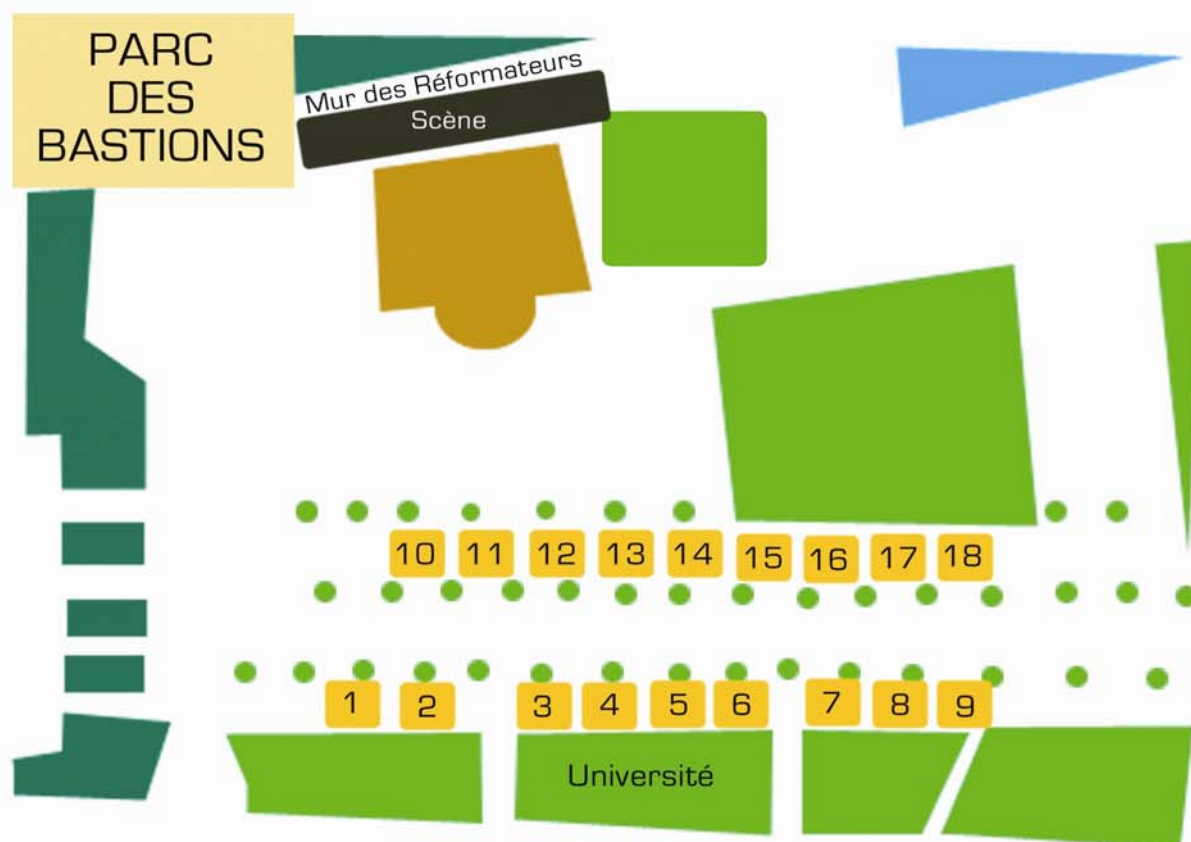 PARC
DES
BASTIONS
Mur des Réformateurs
Scène
10 11 12 13 14 15 16 17 18
1 2 3 4 5 6 7 8 9
Université